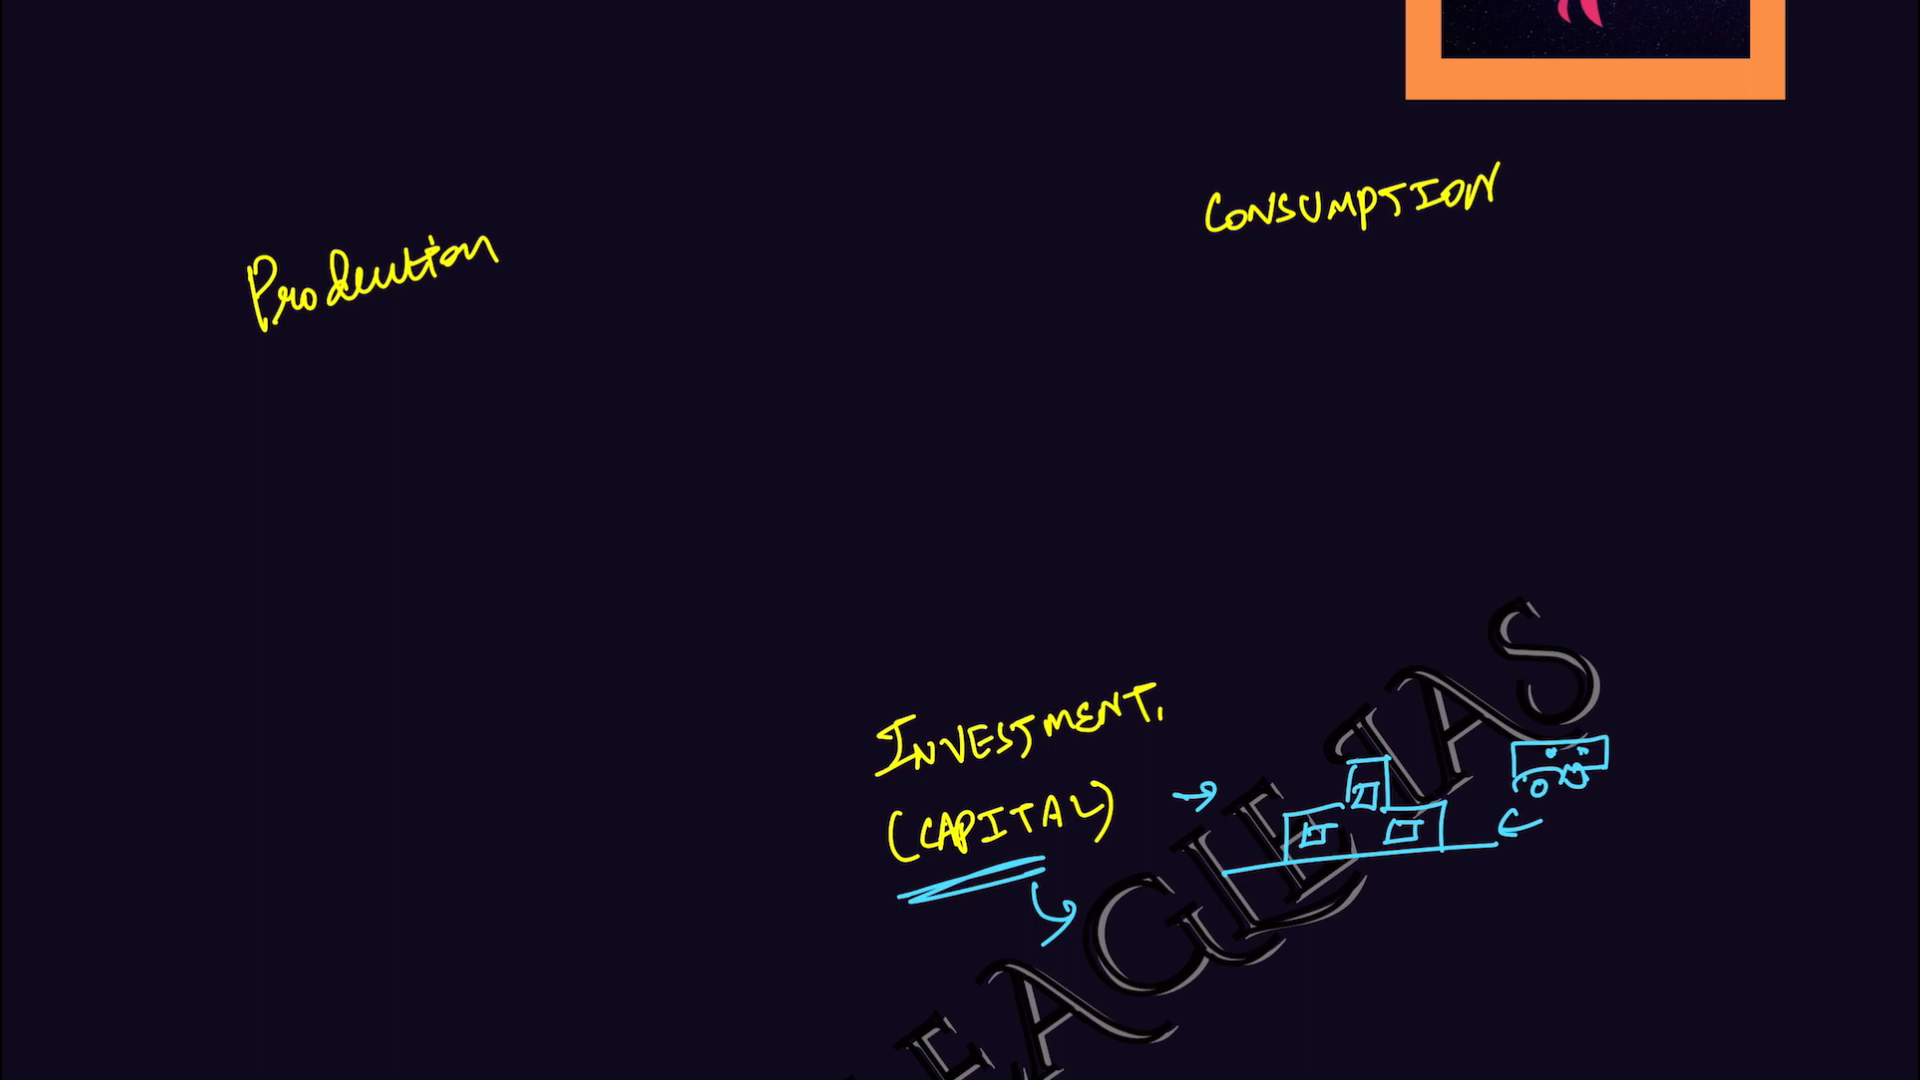 CONSUMPTION
Production
INVESTMENT,
(CAPITAL)
EAGLE IAS